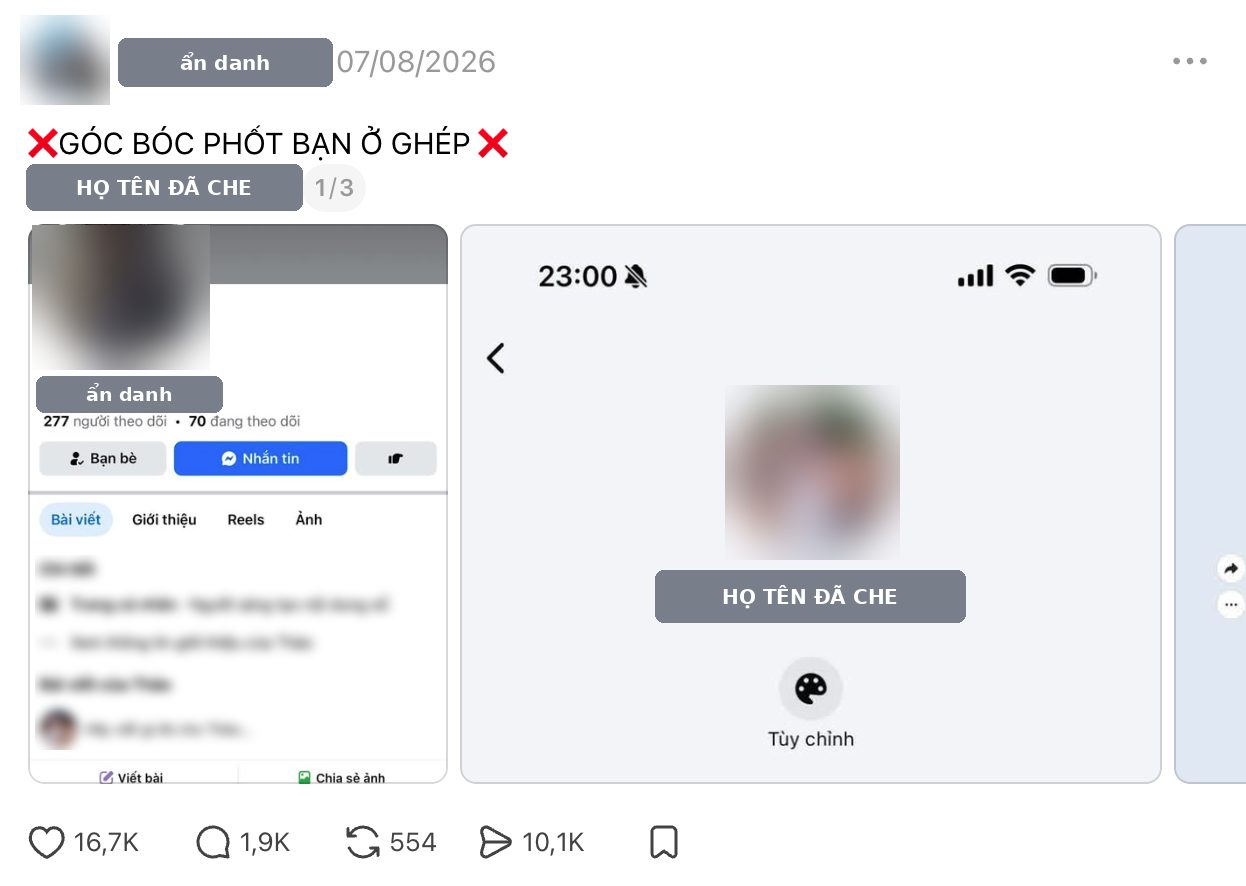 ẩn danh 07/08/2026
❌GÓC BÓC PHỐT BẠN Ở GHÉP ❌
HỌ TÊN ĐÃ CHE 1/3
ẩn danh
277 người theo dõi • 70 đang theo dõi
Bạn bè Nhắn tin
Bài viết Giới thiệu Reels Ảnh
Viết bài Chia sẻ ảnh
23:00
HỌ TÊN ĐÃ CHE
Tùy chỉnh
16,7K 1,9K 554 10,1K